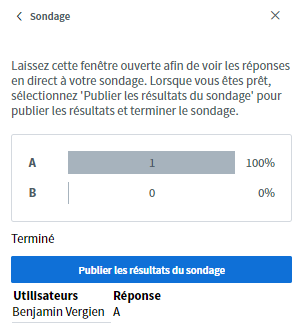 Sondage
Laissez cette fenêtre ouverte afin de voir les réponses
en direct à votre sondage. Lorsque vous êtes prêt,
sélectionnez 'Publier les résultats du sondage' pour
publier les résultats et terminer le sondage.
A 1 100%
B 0 0%
Terminé
Publier les résultats du sondage
Utilisateurs Réponse
Benjamin Vergien A